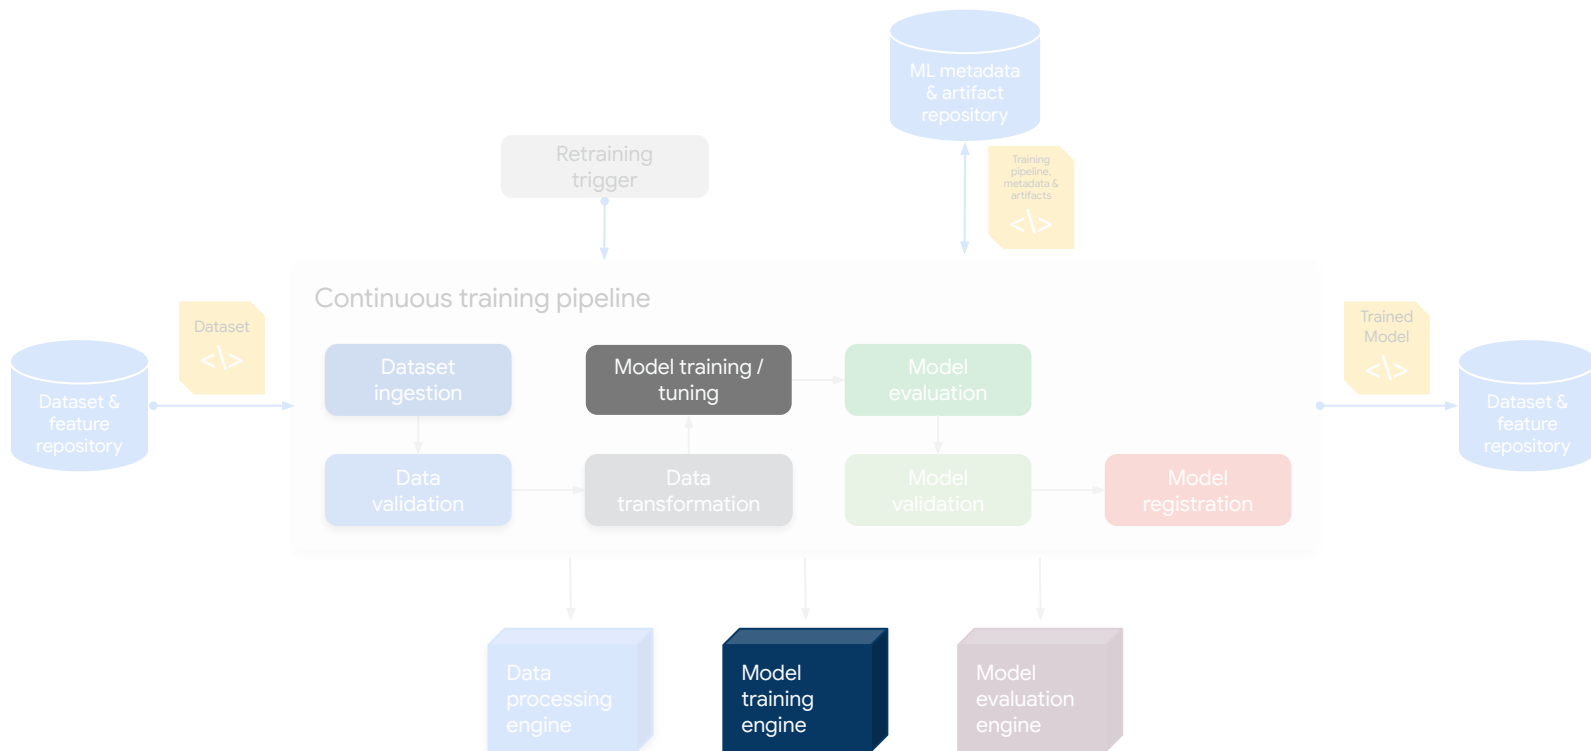 ML metadata
& artifact
repository
Retraining
trigger
Training
pipeline,
metadata &
artifacts
</>
Continuous training pipeline
Dataset
</>
Dataset &
feature
repository
Dataset
ingestion
Model training /
tuning
Model
evaluation
Data
validation
Data
transformation
Model
validation
Model
registration
Trained
Model
</>
Dataset &
feature
repository
Data
processing
engine
Model
training
engine
Model
evaluation
engine